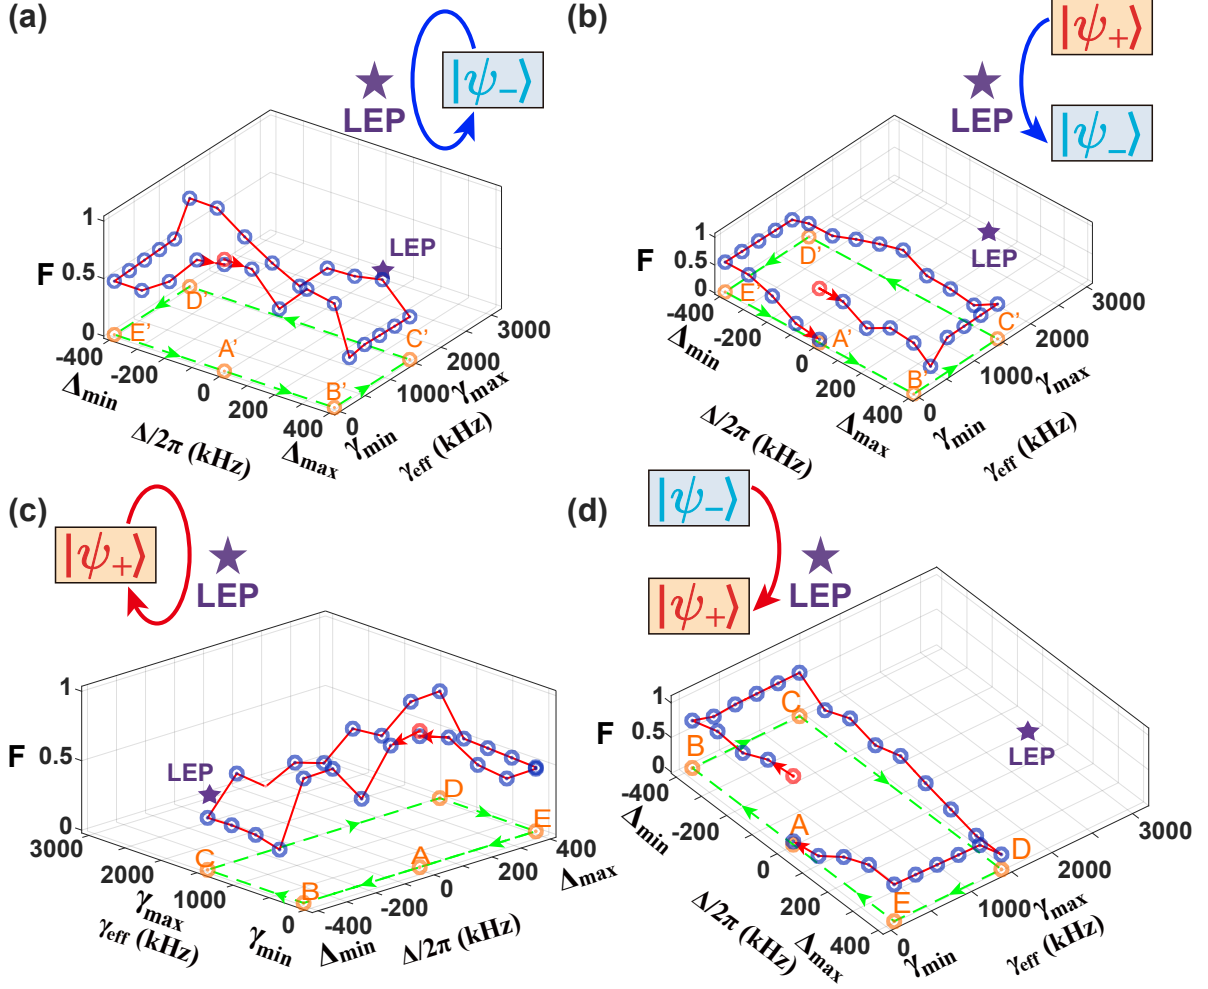 (a)
|ψ₋⟩
LEP
LEP
F
1
0.5
0
-400
-200
0
200
400
Δmin
Δ/2π (kHz)
Δmax
0
1000
2000
3000
γmin
γmax
γeff (kHz)
A'
B'
C'
D'
E'
(b)
|ψ₊⟩
LEP
|ψ₋⟩
LEP
F
1
0.5
0
-400
-200
0
200
400
Δmin
Δ/2π (kHz)
Δmax
0
1000
2000
3000
γmin
γmax
γeff (kHz)
A'
B'
C'
D'
E'
(c)
|ψ₊⟩
LEP
LEP
F
1
0.5
0
3000
2000
1000
0
γmax
γeff (kHz)
γmin
-400
-200
0
200
400
Δmin
Δ/2π (kHz)
Δmax
A
B
C
D
E
(d)
|ψ₋⟩
LEP
|ψ₊⟩
LEP
F
1
0.5
0
-400
-200
0
200
400
Δmin
Δ/2π (kHz)
Δmax
0
1000
2000
3000
γmin
γmax
γeff (kHz)
A
B
C
D
E